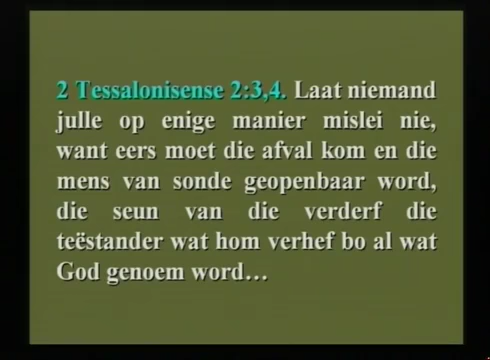 2 Tessalonisense 2:3,4. Laat niemand
julle op enige manier mislei nie,
want eers moet die afval kom en die
mens van sonde geopenbaar word,
die seun van die verderf die
teëstander wat hom verhef bo al wat
God genoem word…